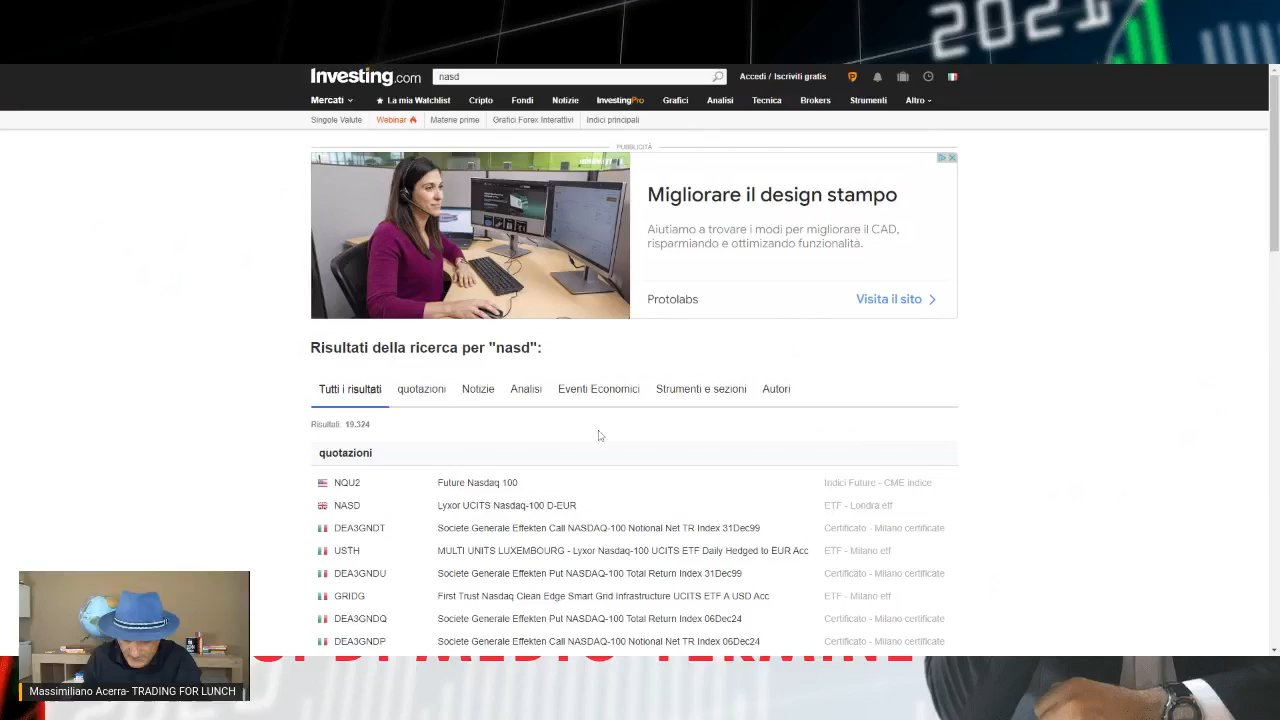 2021
Investing.com
nasd
Accedi / Iscriviti gratis
Mercati
La mia Watchlist
Cripto
Fondi
Notizie
InvestingPro
Grafici
Analisi
Tecnica
Brokers
Strumenti
Altro
Singole Valute
Webinar
Materie prime
Grafici Forex Interattivi
Indici principali
PUBBLICITÀ
Migliorare il design stampo
Aiutiamo a trovare i modi per migliorare il CAD,
risparmiando e ottimizando funzionalità.
Protolabs
Visita il sito
Risultati della ricerca per "nasd":
Tutti i risultati
quotazioni
Notizie
Analisi
Eventi Economici
Strumenti e sezioni
Autori
Risultati: 19.324
quotazioni
NQU2 Future Nasdaq 100 Indici Future - CME indice
NASD Lyxor UCITS Nasdaq-100 D-EUR ETF - Londra etf
DEA3GNDT Societe Generale Effekten Call NASDAQ-100 Notional Net TR Index 31Dec99 Certificato - Milano certificate
USTH MULTI UNITS LUXEMBOURG - Lyxor Nasdaq-100 UCITS ETF Daily Hedged to EUR Acc ETF - Milano etf
DEA3GNDU Societe Generale Effekten Put NASDAQ-100 Total Return Index 31Dec99 Certificato - Milano certificate
GRIDG First Trust Nasdaq Clean Edge Smart Grid Infrastructure UCITS ETF A USD Acc ETF - Milano etf
DEA3GNDQ Societe Generale Effekten Put NASDAQ-100 Total Return Index 06Dec24 Certificato - Milano certificate
DEA3GNDP Societe Generale Effekten Call NASDAQ-100 Notional Net TR Index 06Dec24 Certificato - Milano certificate
DI MEDIO TERMINE
Massimiliano Acerra- TRADING FOR LUNCH